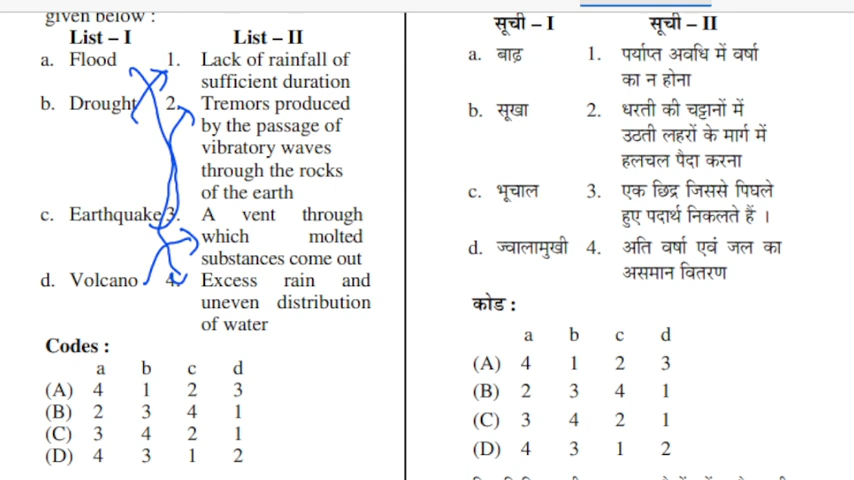 given below :
List – I List – II
a. Flood 1. Lack of rainfall of
sufficient duration
b. Drought 2. Tremors produced
by the passage of
vibratory waves
through the rocks
of the earth
c. Earthquake 3. A vent through
which molted
substances come out
d. Volcano 4. Excess rain and
uneven distribution
of water
Codes :
a b c d
(A) 4 1 2 3
(B) 2 3 4 1
(C) 3 4 2 1
(D) 4 3 1 2
सूची – I सूची – II
a. बाढ़ 1. पर्याप्त अवधि में वर्षा
का न होना
b. सूखा 2. धरती की चट्टानों में
उठती लहरों के मार्ग में
हलचल पैदा करना
c. भूचाल 3. एक छिद्र जिससे पिघले
हुए पदार्थ निकलते हैं ।
d. ज्वालामुखी 4. अति वर्षा एवं जल का
असमान वितरण
कोड :
a b c d
(A) 4 1 2 3
(B) 2 3 4 1
(C) 3 4 2 1
(D) 4 3 1 2